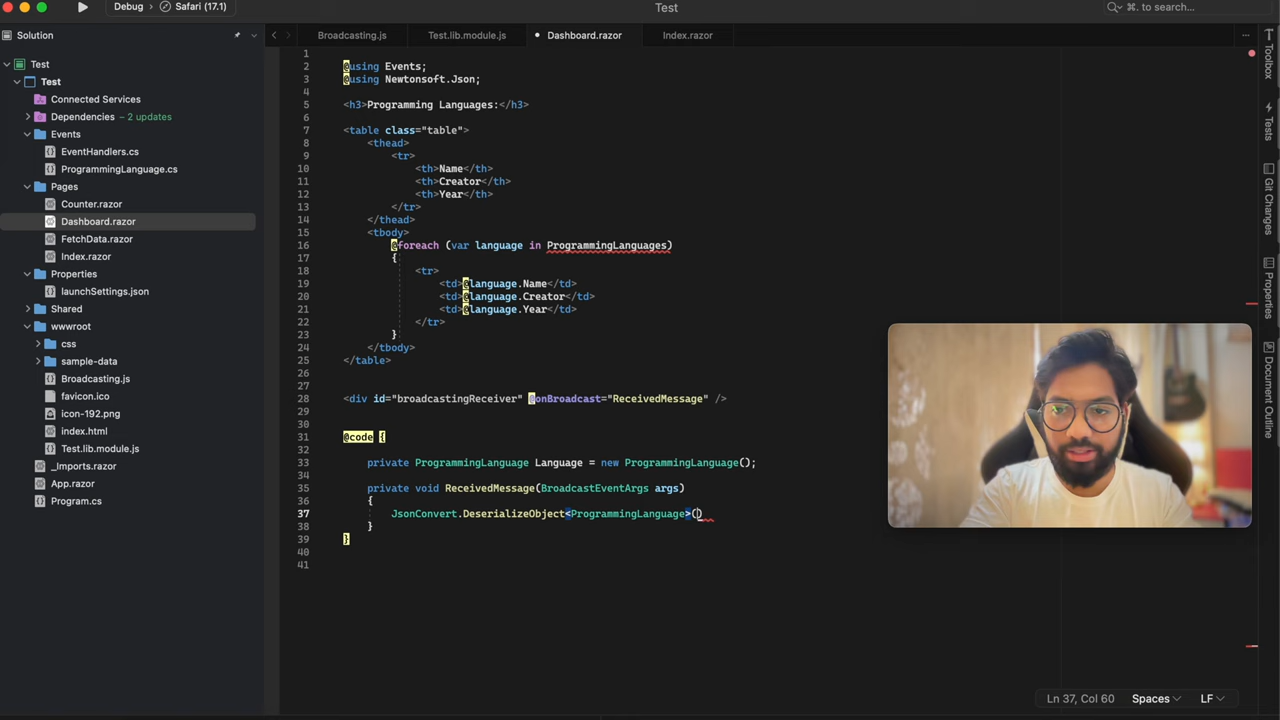 Debug > Safari (17.1)
Test
⌘. to search...
Solution
Broadcasting.js
Test.lib.module.js
Dashboard.razor
Index.razor
Test
Test
Connected Services
Dependencies – 2 updates
Events
EventHandlers.cs
ProgrammingLanguage.cs
Pages
Counter.razor
Dashboard.razor
FetchData.razor
Index.razor
Properties
launchSettings.json
Shared
wwwroot
css
sample-data
Broadcasting.js
favicon.ico
icon-192.png
index.html
Test.lib.module.js
_Imports.razor
App.razor
Program.cs
1
2 @using Events;
3 @using Newtonsoft.Json;
4
5 <h3>Programming Languages:</h3>
6
7 <table class="table">
8 <thead>
9 <tr>
10 <th>Name</th>
11 <th>Creator</th>
12 <th>Year</th>
13 </tr>
14 </thead>
15 <tbody>
16 @foreach (var language in ProgrammingLanguages)
17 {
18 <tr>
19 <td>@language.Name</td>
20 <td>@language.Creator</td>
21 <td>@language.Year</td>
22 </tr>
23 }
24 </tbody>
25 </table>
26
27
28 <div id="broadcastingReceiver" @onBroadcast="ReceivedMessage" />
29
30
31 @code {
32
33 private ProgrammingLanguage Language = new ProgrammingLanguage();
34
35 private void ReceivedMessage(BroadcastEventArgs args)
36 {
37 JsonConvert.DeserializeObject<ProgrammingLanguage>()
38 }
39 }
40
41
Toolbox
Tests
Git Changes
Properties
Document Outline
Ln 37, Col 60
Spaces
LF